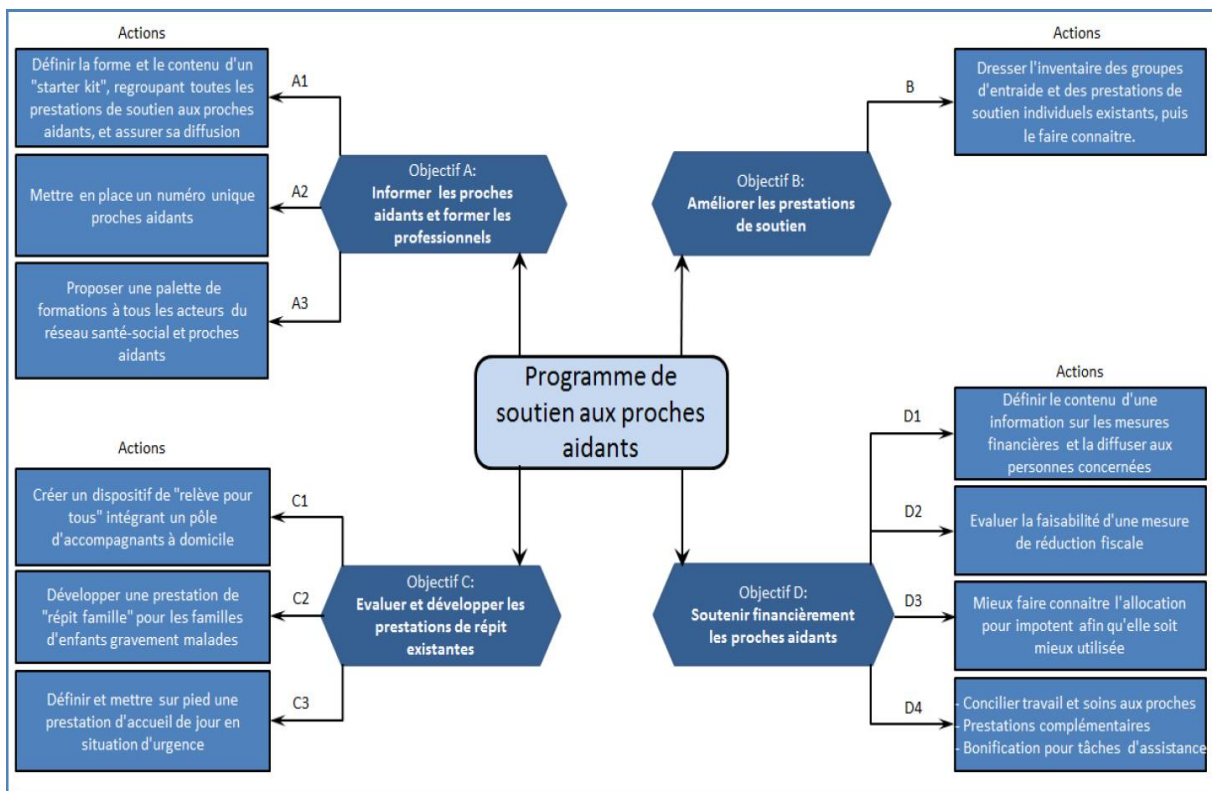 Actions
Définir la forme et le contenu d'un
"starter kit", regroupant toutes les
prestations de soutien aux proches
aidants, et assurer sa diffusion
A1
Mettre en place un numéro unique
proches aidants
A2
Proposer une palette de
formations à tous les acteurs du
réseau santé-social et proches
aidants
A3
Objectif A:
Informer les proches
aidants et former les
professionnels
Actions
B
Dresser l'inventaire des groupes
d'entraide et des prestations de
soutien individuels existants, puis
le faire connaitre.
Objectif B:
Améliorer les prestations
de soutien
Programme de
soutien aux proches
aidants
Actions
Créer un dispositif de "relève pour
tous" intégrant un pôle
d'accompagnants à domicile
C1
Développer une prestation de
"répit famille" pour les familles
d'enfants gravement malades
C2
Définir et mettre sur pied une
prestation d'accueil de jour en
situation d'urgence
C3
Objectif C:
Evaluer et développer les
prestations de répit
existantes
Actions
D1
Définir le contenu d'une
information sur les mesures
financières et la diffuser aux
personnes concernées
D2
Evaluer la faisabilité d'une mesure
de réduction fiscale
Objectif D:
Soutenir financièrement
les proches aidants
D3
Mieux faire connaitre l'allocation
pour impotent afin qu'elle soit
mieux utilisée
D4
- Concilier travail et soins aux proches
- Prestations complémentaires
- Bonification pour tâches d'assistance